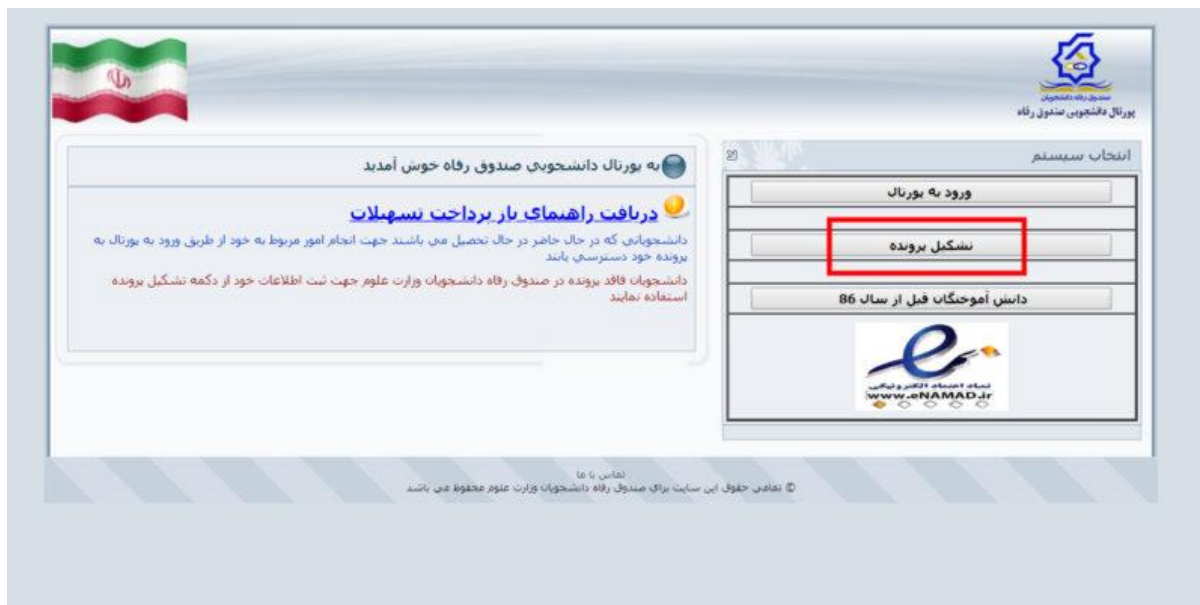 صندوق رفاه دانشجویان
پورتال دانشجویی صندوق رفاه
انتخاب سیستم
ورود به پورتال
تشکیل پرونده
دانش آموختگان قبل از سال 86
نماد اعتماد الکترونیکی
www.eNAMAD.ir
به پورتال دانشجویی صندوق رفاه خوش آمدید
دریافت راهنمای باز پرداخت تسهیلات
دانشجویانی که در حال حاضر در حال تحصیل می باشند جهت انجام امور مربوط به خود از طریق ورود به پورتال به
پرونده خود دسترسی یابند
دانشجویان فاقد پرونده در صندوق رفاه دانشجویان وزارت علوم جهت ثبت اطلاعات خود از دکمه تشکیل پرونده
استفاده نمایند
تماس با ما
© تمامی حقوق این سایت برای صندوق رفاه دانشجویان وزارت علوم محفوظ می باشد